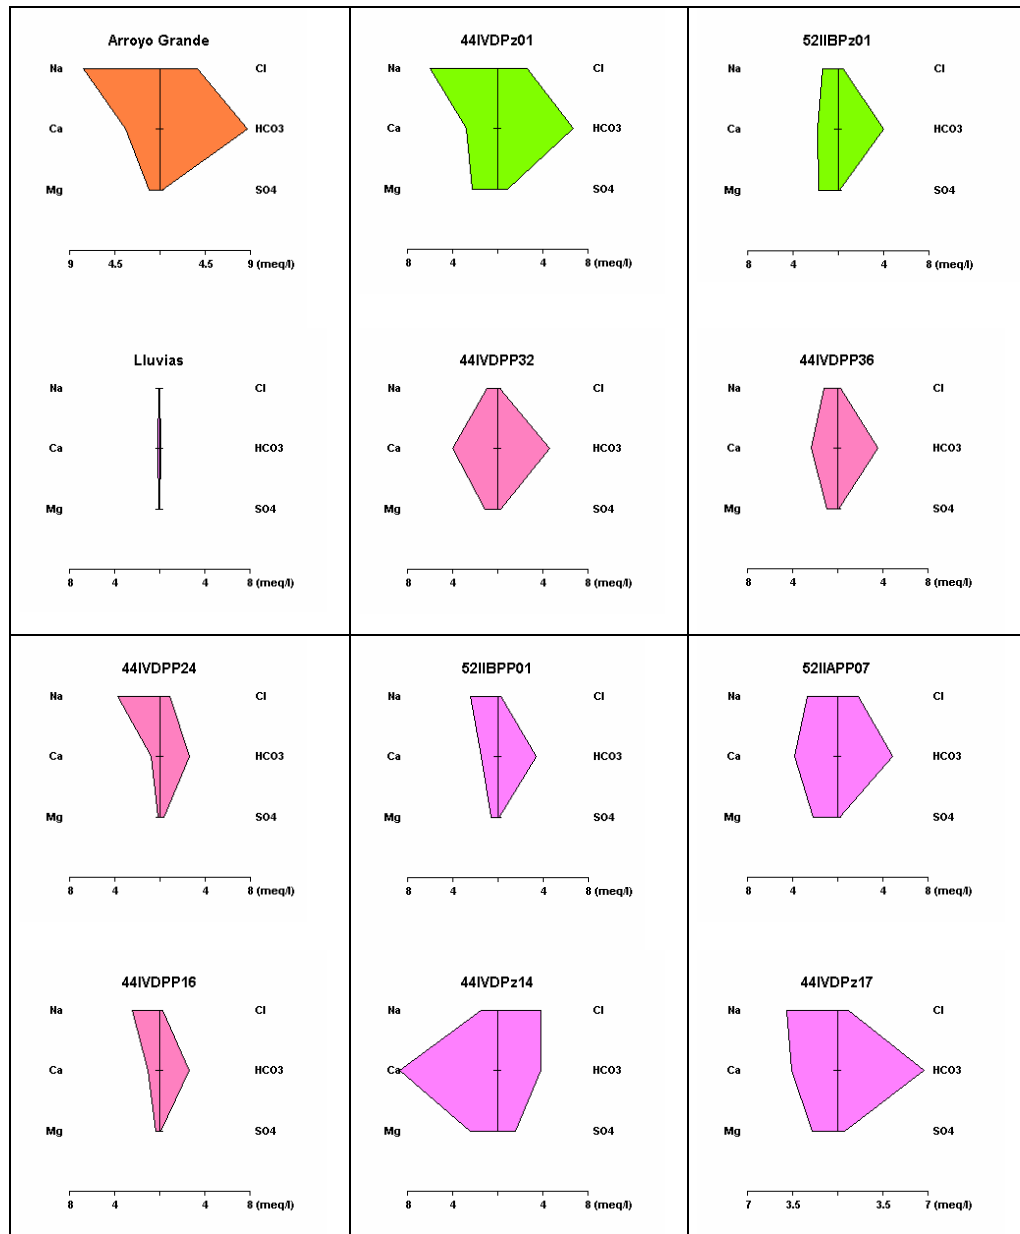 Arroyo Grande
Na Cl
Ca HCO3
Mg SO4
9 4.5 4.5 9 (meq/l)
44IVDPz01
Na Cl
Ca HCO3
Mg SO4
8 4 4 8 (meq/l)
52IIBPz01
Na Cl
Ca HCO3
Mg SO4
8 4 4 8 (meq/l)
Lluvias
Na Cl
Ca HCO3
Mg SO4
8 4 4 8 (meq/l)
44IVDPP32
Na Cl
Ca HCO3
Mg SO4
8 4 4 8 (meq/l)
44IVDPP36
Na Cl
Ca HCO3
Mg SO4
8 4 4 8 (meq/l)
44IVDPP24
Na Cl
Ca HCO3
Mg SO4
8 4 4 8 (meq/l)
52IIBPP01
Na Cl
Ca HCO3
Mg SO4
8 4 4 8 (meq/l)
52IIAPP07
Na Cl
Ca HCO3
Mg SO4
8 4 4 8 (meq/l)
44IVDPP16
Na Cl
Ca HCO3
Mg SO4
8 4 4 8 (meq/l)
44IVDPz14
Na Cl
Ca HCO3
Mg SO4
8 4 4 8 (meq/l)
44IVDPz17
Na Cl
Ca HCO3
Mg SO4
7 3.5 3.5 7 (meq/l)